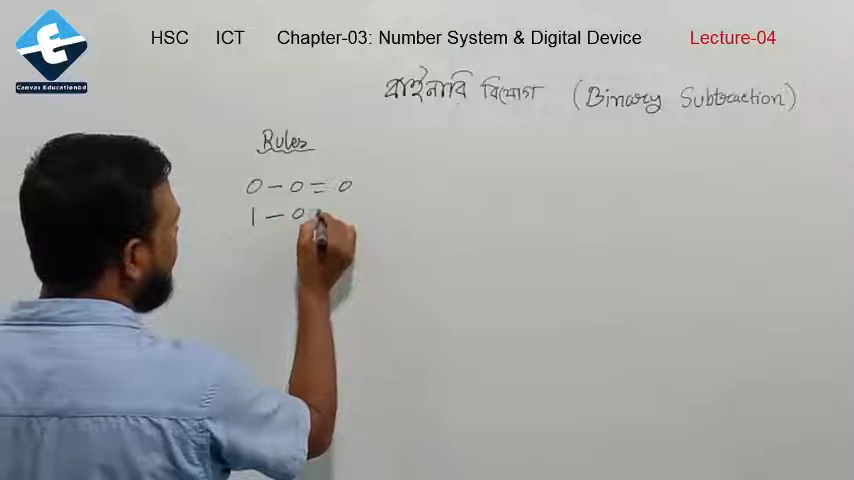 HSC ICT Chapter-03: Number System & Digital Device Lecture-04
Canvas Educationbd
বাইনারি বিয়োগ (Binary Subtraction)
Rules
0 - 0 = 0
1 - 0